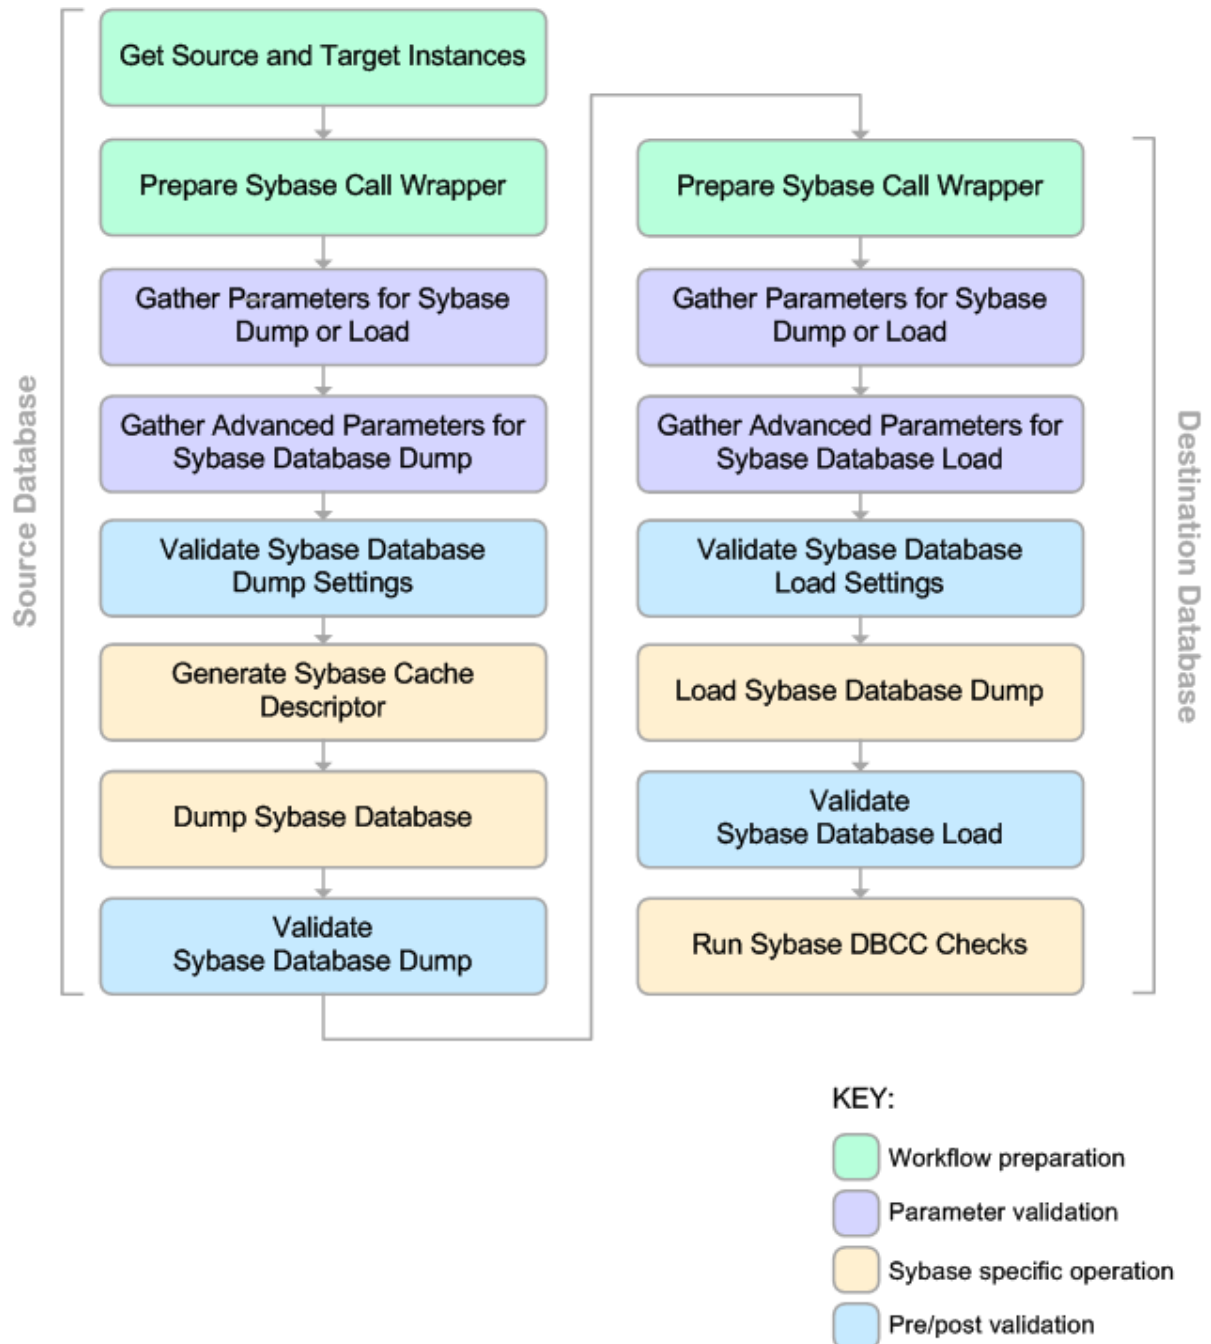 Source Database
Get Source and Target Instances
Prepare Sybase Call Wrapper
Gather Parameters for Sybase
Dump or Load
Gather Advanced Parameters for
Sybase Database Dump
Validate Sybase Database
Dump Settings
Generate Sybase Cache
Descriptor
Dump Sybase Database
Validate
Sybase Database Dump
Prepare Sybase Call Wrapper
Gather Parameters for Sybase
Dump or Load
Gather Advanced Parameters for
Sybase Database Load
Validate Sybase Database
Load Settings
Load Sybase Database Dump
Validate
Sybase Database Load
Run Sybase DBCC Checks
Destination Database
KEY:
Workflow preparation
Parameter validation
Sybase specific operation
Pre/post validation